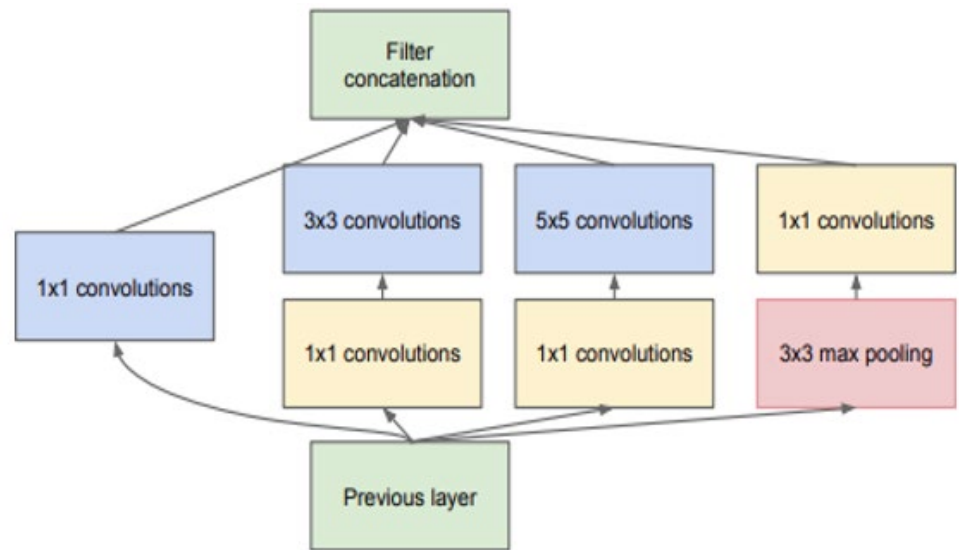 Filter
concatenation
3x3 convolutions
5x5 convolutions
1x1 convolutions
1x1 convolutions
1x1 convolutions
1x1 convolutions
3x3 max pooling
Previous layer